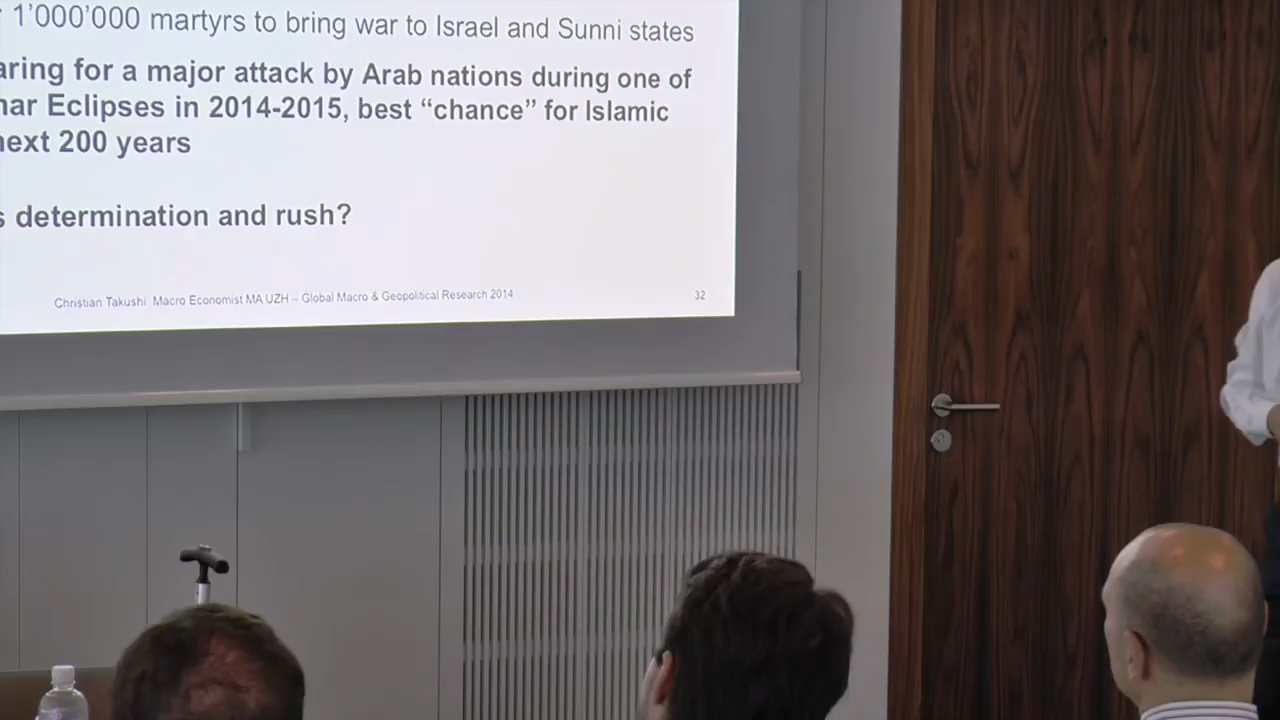 1'000'000 martyrs to bring war to Israel and Sunni states
aring for a major attack by Arab nations during one of
nar Eclipses in 2014-2015, best “chance” for Islamic
next 200 years
s determination and rush?
Christian Takushi Macro Economist MA UZH – Global Macro & Geopolitical Research 2014
32